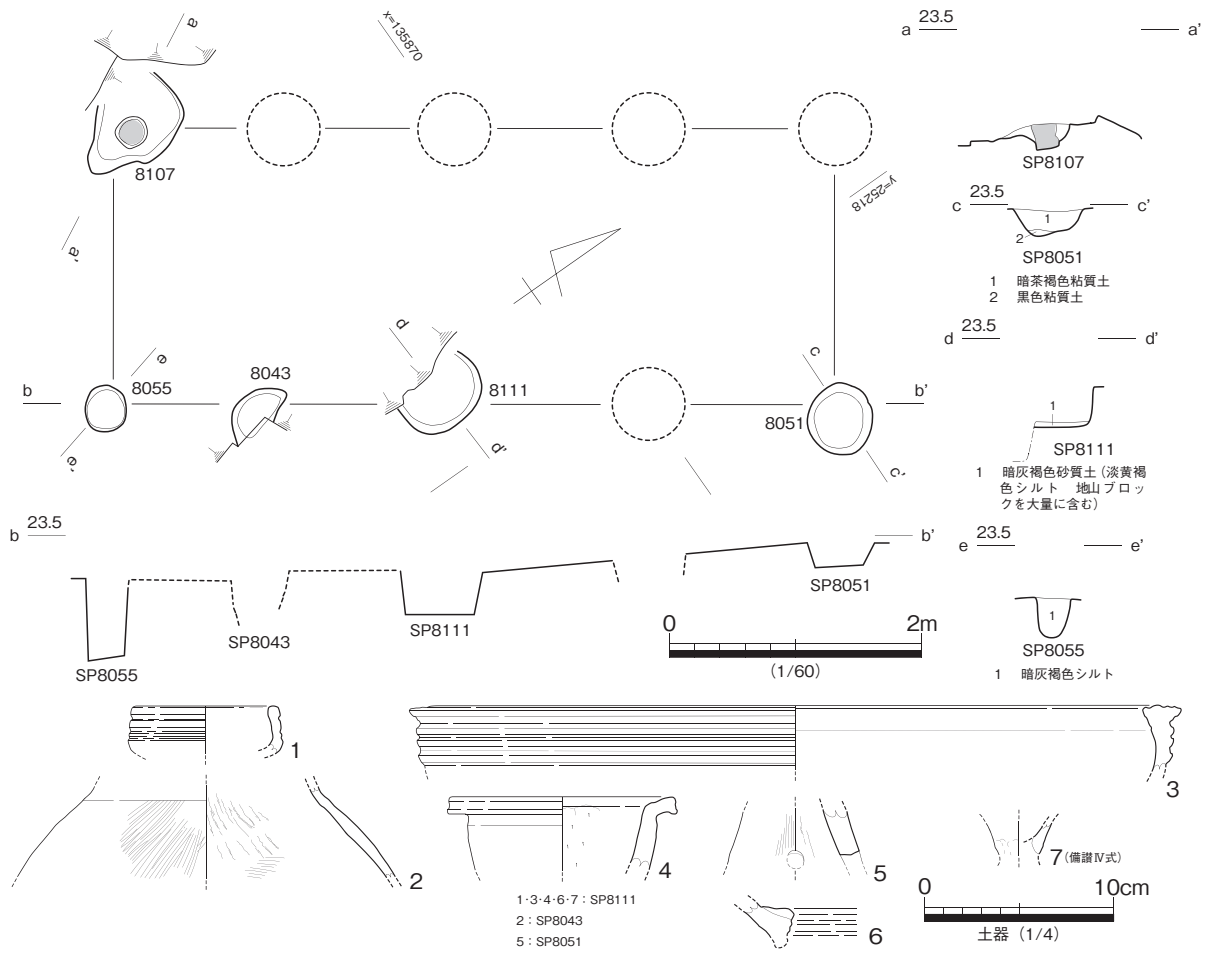 a
x=135870
23.5
a a'
SP8107
8107
y=25218
a'
23.5
c c'
1
2
SP8051
1 暗茶褐色粘質土
2 黒色粘質土
d
e
c
23.5
d d'
1
SP8111
1 暗灰褐色砂質土(淡黄褐
色シルト 地山ブロッ
クを大量に含む)
b 8055 8043 8111 8051 b'
e' d' c'
23.5
b b'
SP8055 SP8043 SP8111 SP8051
0 2m
(1/60)
23.5
e e'
1
SP8055
1 暗灰褐色シルト
1
2
3
4
5
6
7(備讃Ⅳ式)
1·3·4·6·7:SP8111
2:SP8043
5:SP8051
0 10cm
土器(1/4)